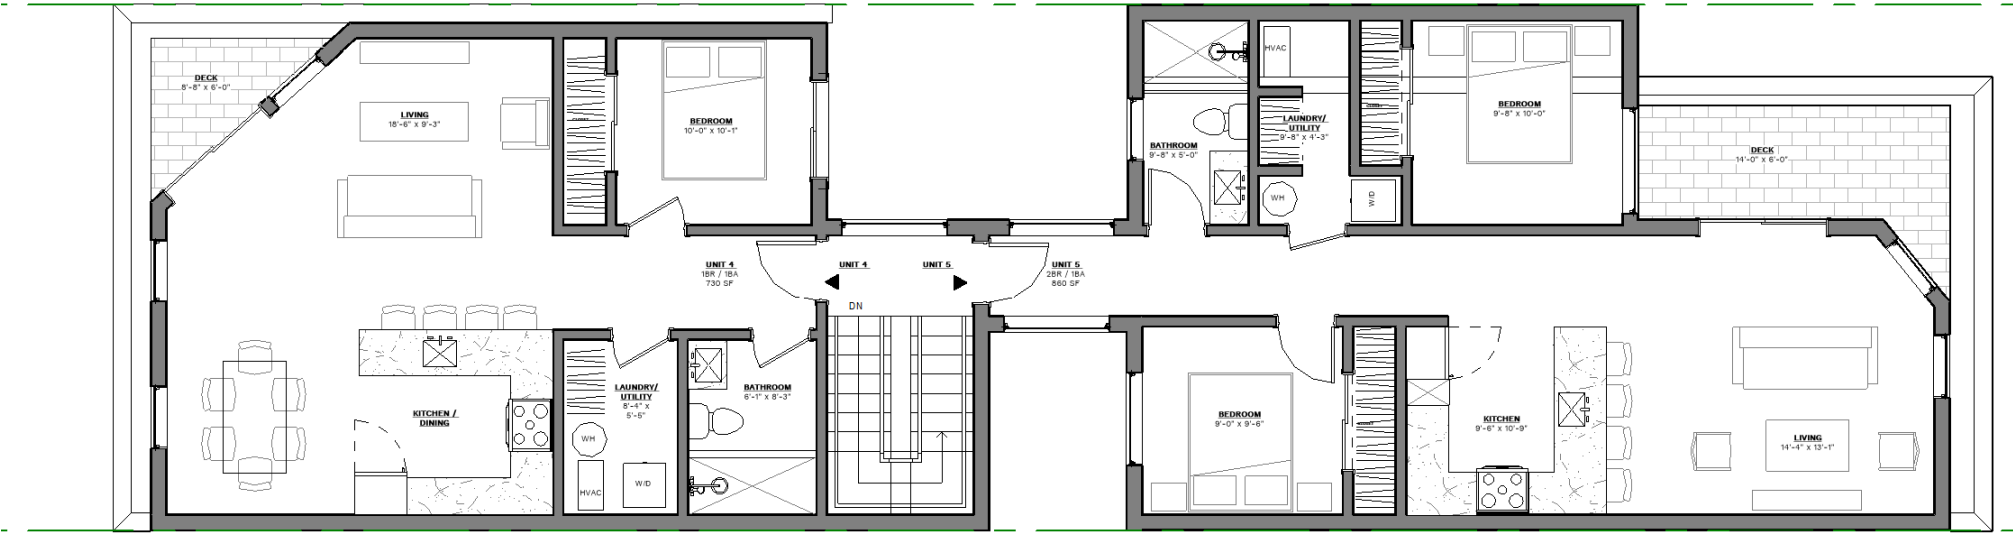 DECK
8'-8" x 6'-0"
LIVING
18'-6" x 9'-3"
BEDROOM
10'-0" x 10'-1"
UNIT 4
1BR / 1BA
730 SF
UNIT 4
UNIT 5
DN
UNIT 5
2BR / 1BA
860 SF
KITCHEN /
DINING
LAUNDRY/
UTILITY
8'-4" x
5'-5"
WH
HVAC
W/D
BATHROOM
6'-1" x 8'-3"
BATHROOM
9'-8" x 5'-0"
HVAC
LAUNDRY/
UTILITY
9'-8" x 4'-3"
WH
W/D
BEDROOM
9'-8" x 10'-0"
DECK
14'-0" x 6'-0"
BEDROOM
9'-0" x 9'-6"
KITCHEN
9'-6" x 10'-9"
LIVING
14'-4" x 13'-1"